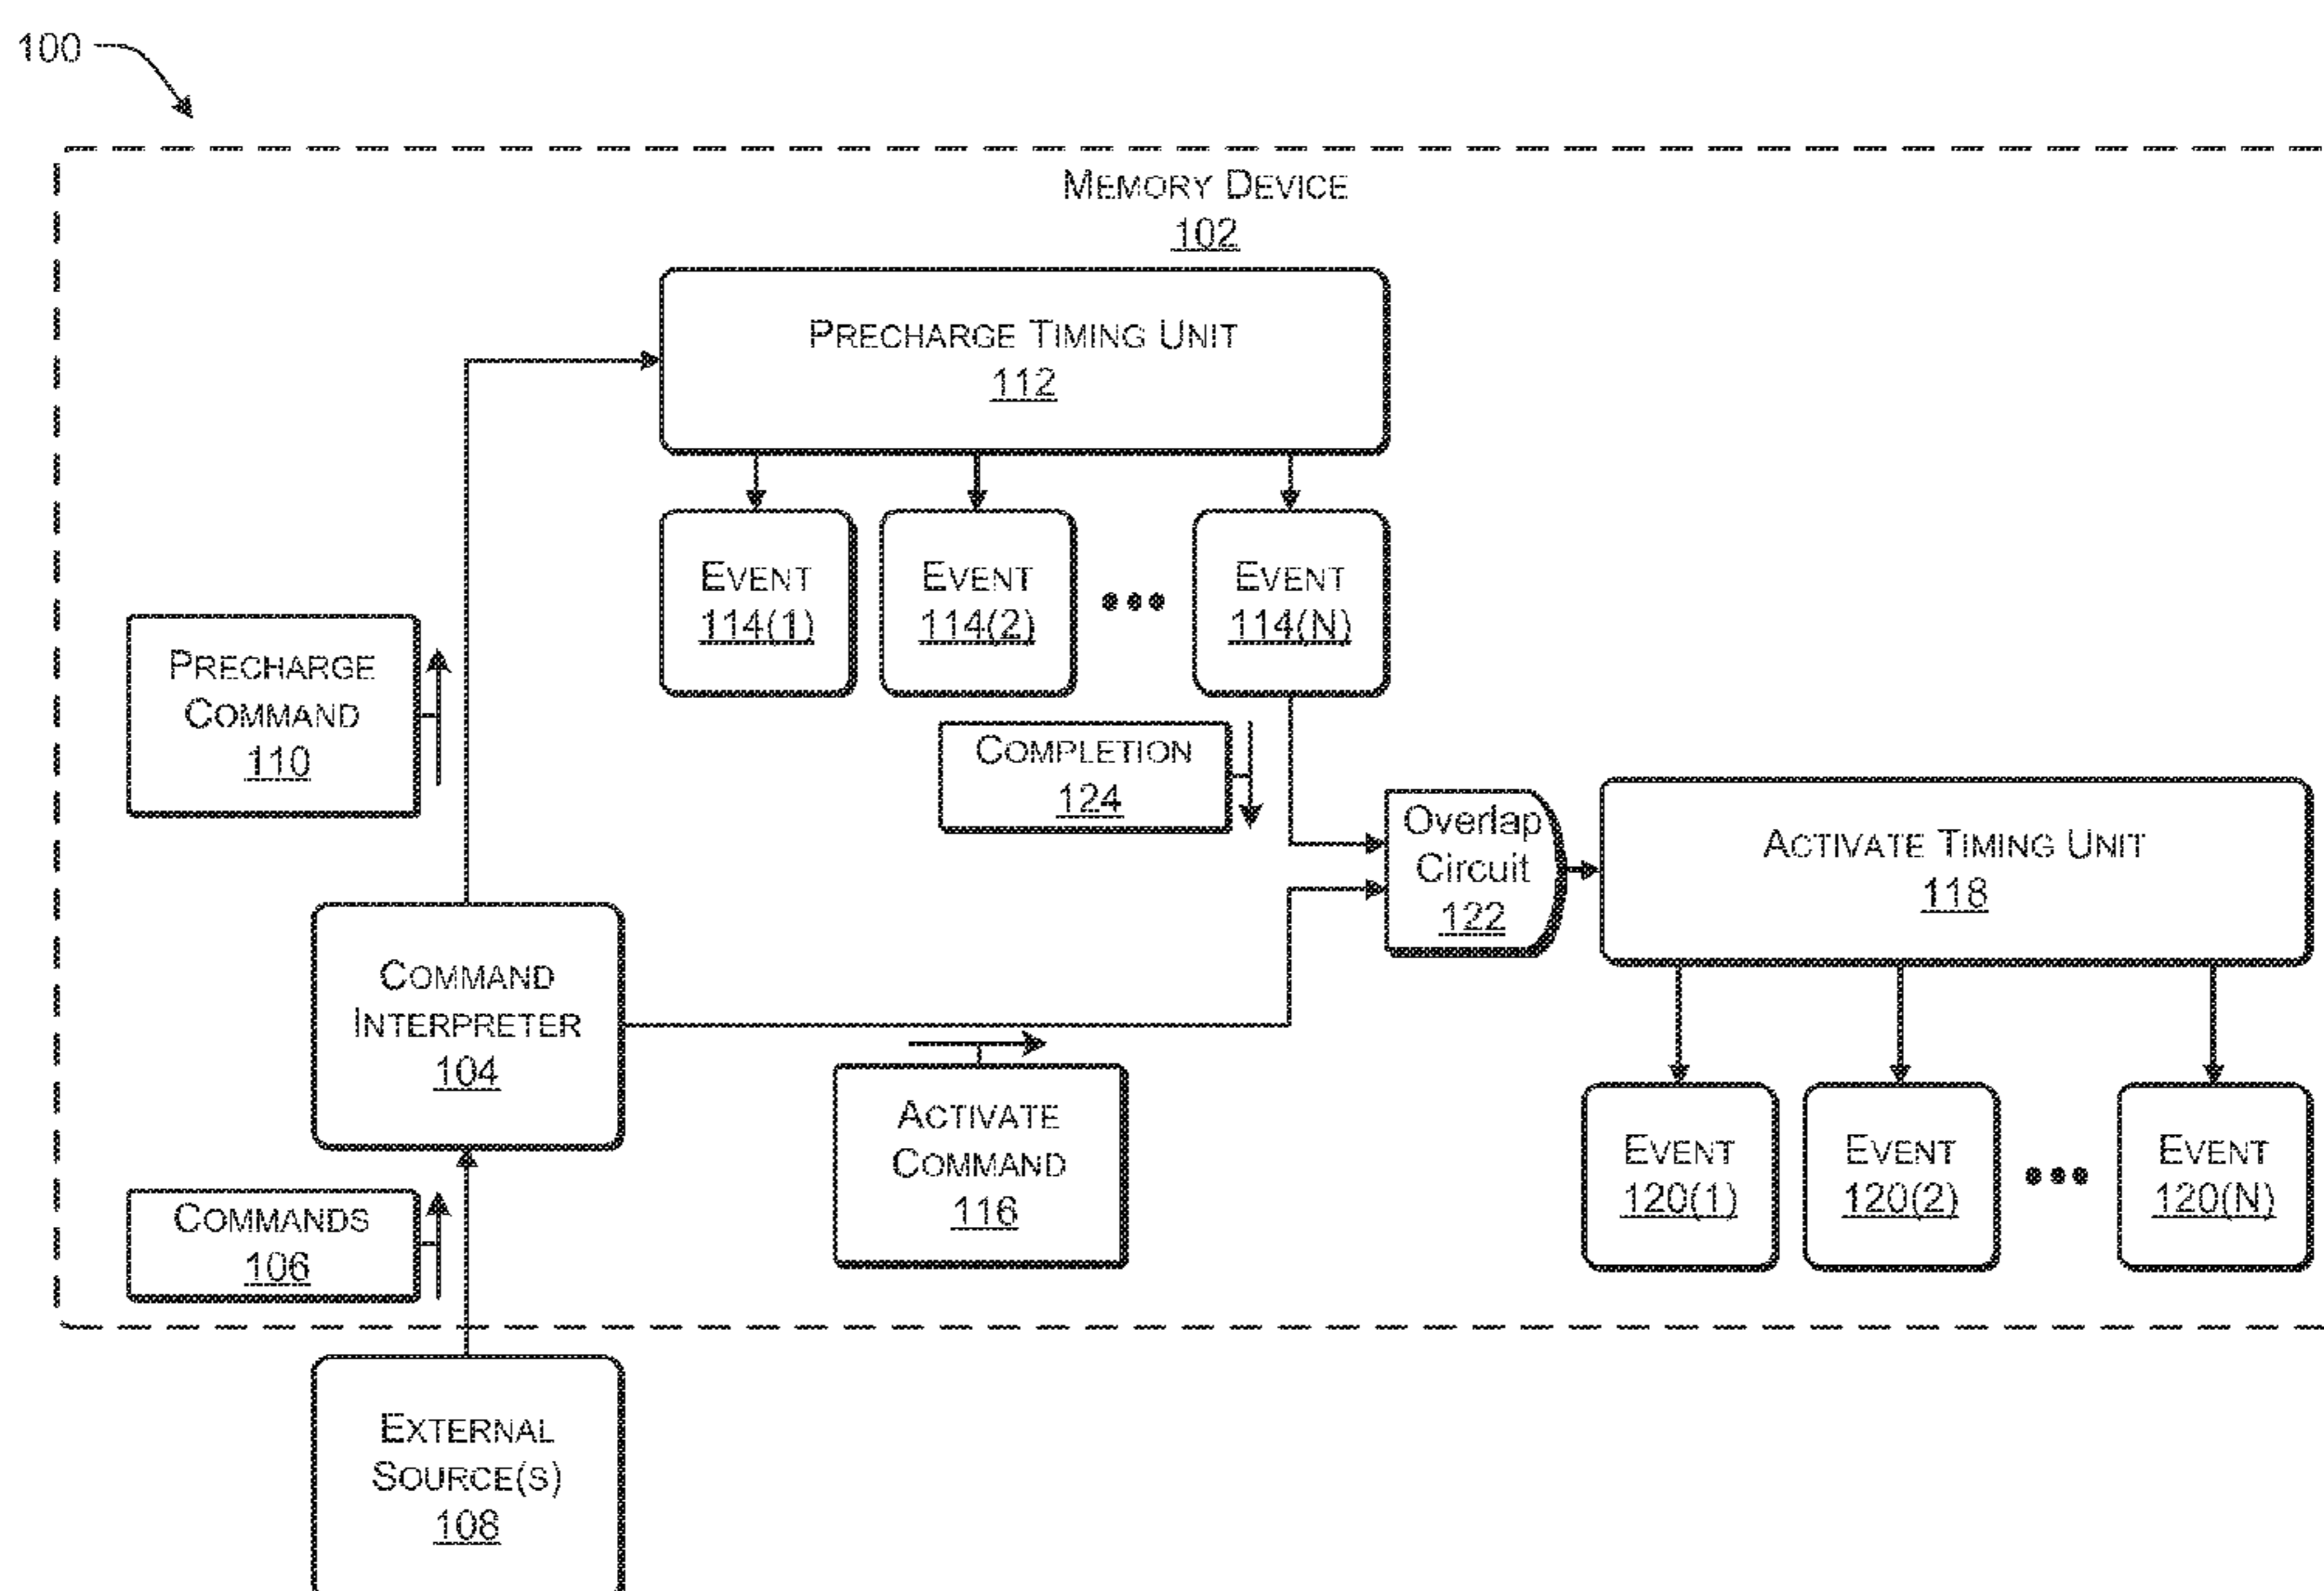 100
MEMORY DEVICE
102
PRECHARGE TIMING UNIT
112
EVENT
114(1)
EVENT
114(2)
•••
EVENT
114(N)
PRECHARGE
COMMAND
110
COMPLETION
124
Overlap
Circuit
122
ACTIVATE TIMING UNIT
118
COMMAND
INTERPRETER
104
ACTIVATE
COMMAND
116
EVENT
120(1)
EVENT
120(2)
•••
EVENT
120(N)
COMMANDS
106
EXTERNAL
SOURCE(S)
108